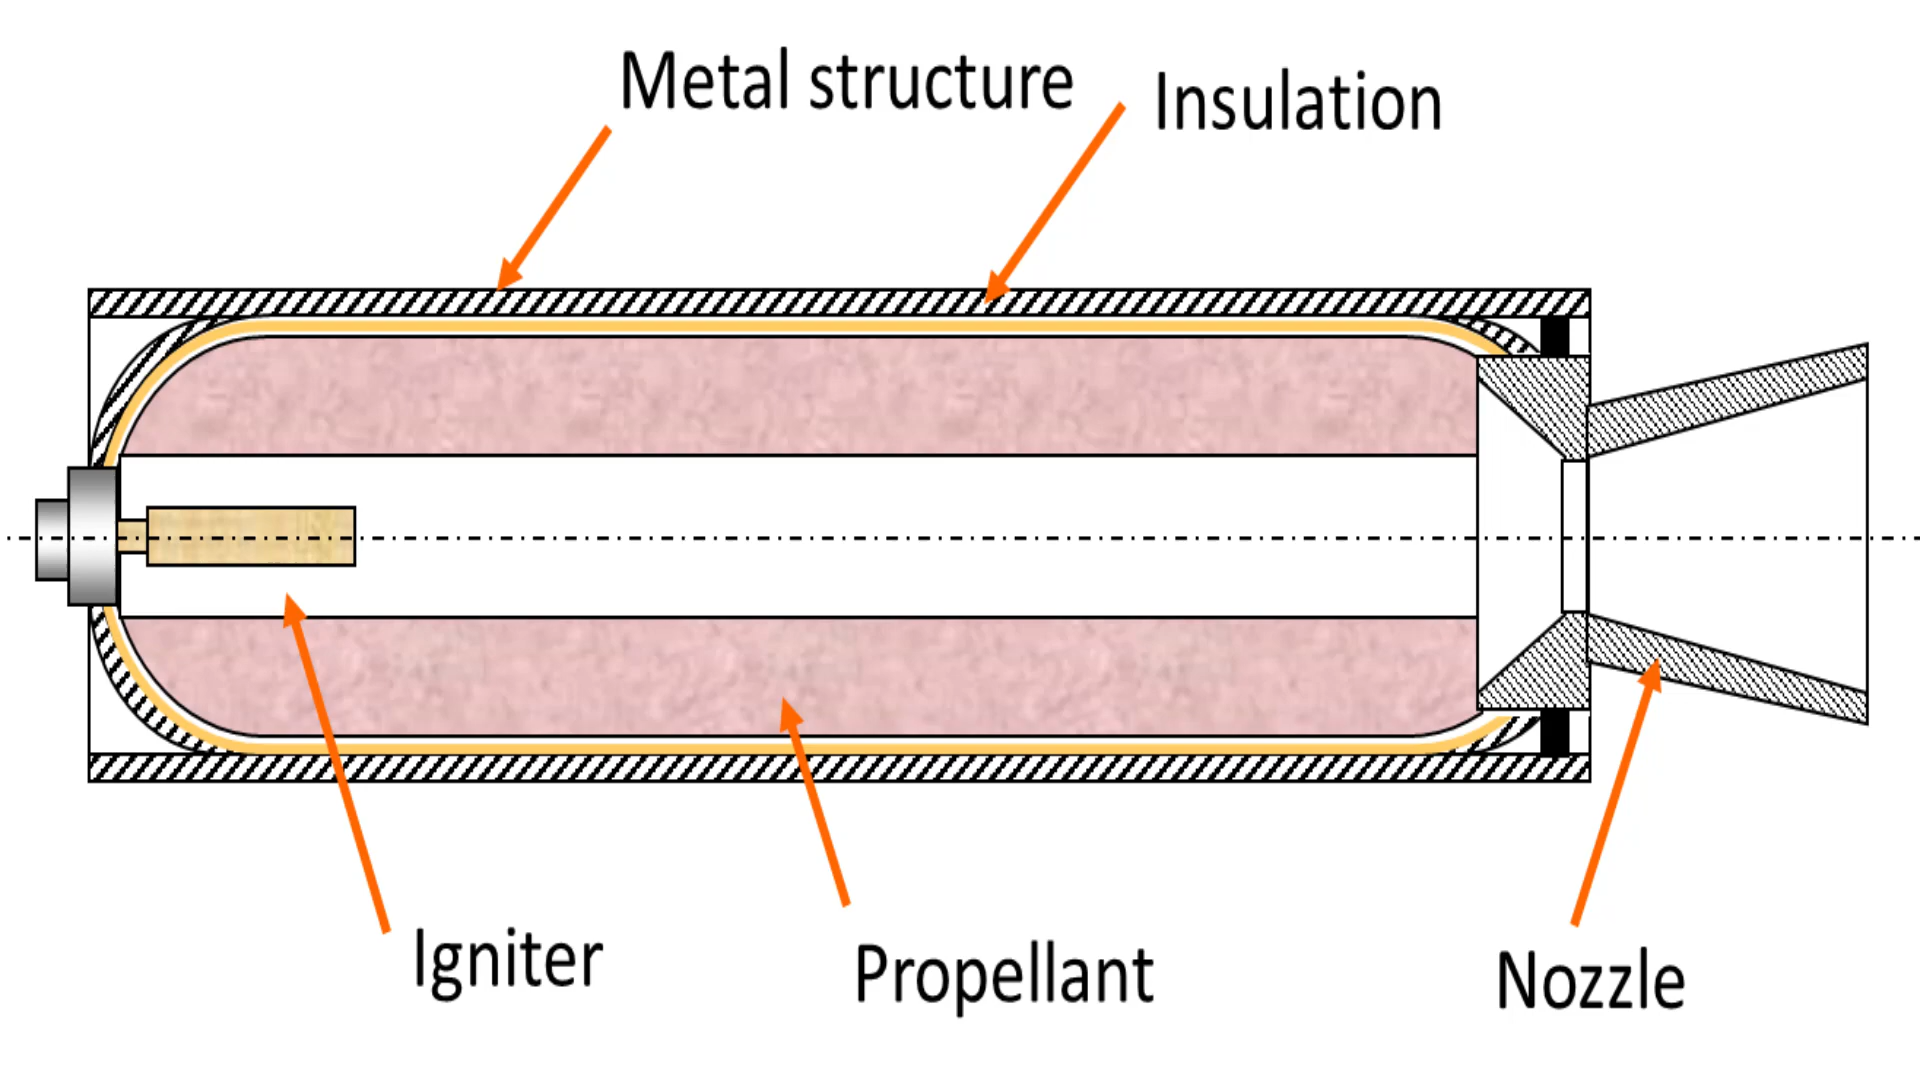 Metal structure
Insulation
Igniter
Propellant
Nozzle